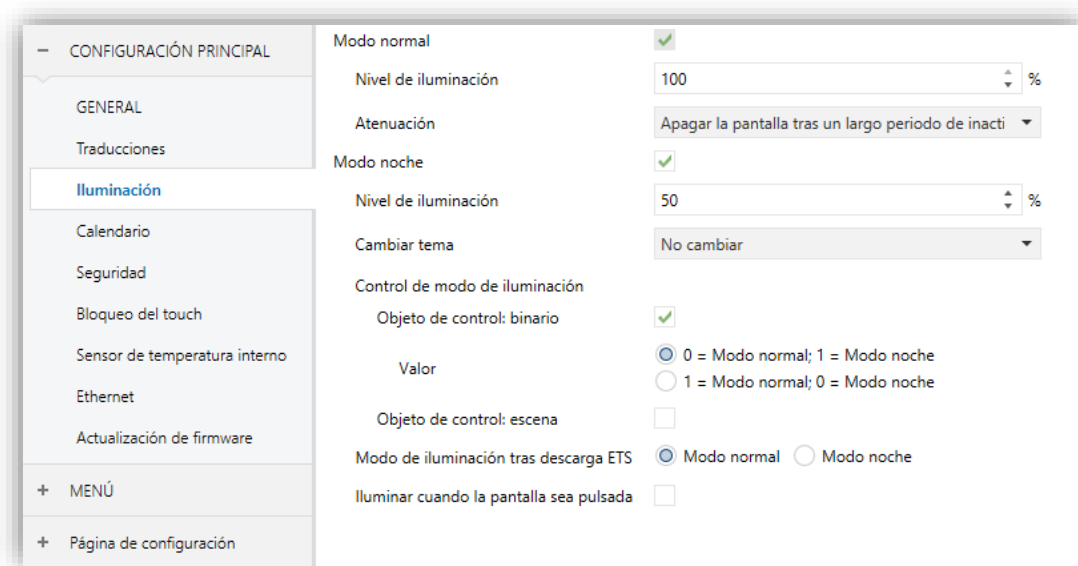 CONFIGURACIÓN PRINCIPAL
GENERAL
Traducciones
Iluminación
Calendario
Seguridad
Bloqueo del touch
Sensor de temperatura interno
Ethernet
Actualización de firmware
MENÚ
Página de configuración
Modo normal
Nivel de iluminación 100 %
Atenuación Apagar la pantalla tras un largo periodo de inacti
Modo noche
Nivel de iluminación 50 %
Cambiar tema No cambiar
Control de modo de iluminación
Objeto de control: binario
Valor 0 = Modo normal; 1 = Modo noche
1 = Modo normal; 0 = Modo noche
Objeto de control: escena
Modo de iluminación tras descarga ETS Modo normal Modo noche
Iluminar cuando la pantalla sea pulsada